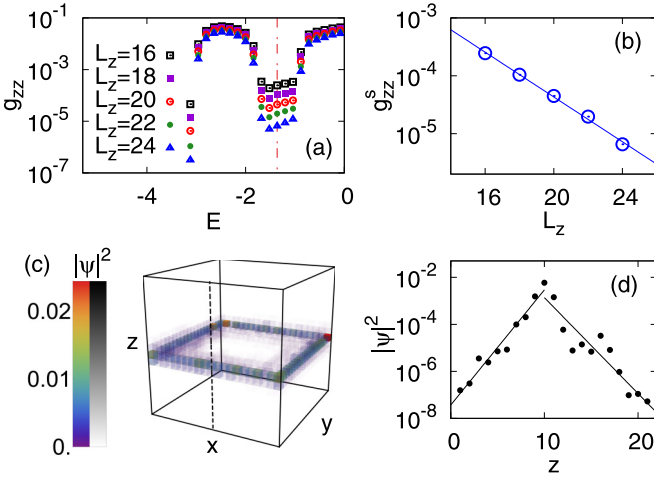 10⁻¹
10⁻³
10⁻⁵
10⁻⁷
g_zz
L_z=16
L_z=18
L_z=20
L_z=22
L_z=24
(a)
-4
-2
0
E
(b)
g^s_zz
10⁻⁴
10⁻⁵
16
20
24
L_z
(c)
|ψ|²
0.02
0.01
0.
z
x
y
(d)
|ψ|²
10⁻²
10⁻⁴
10⁻⁶
10⁻⁸
0
10
20
z